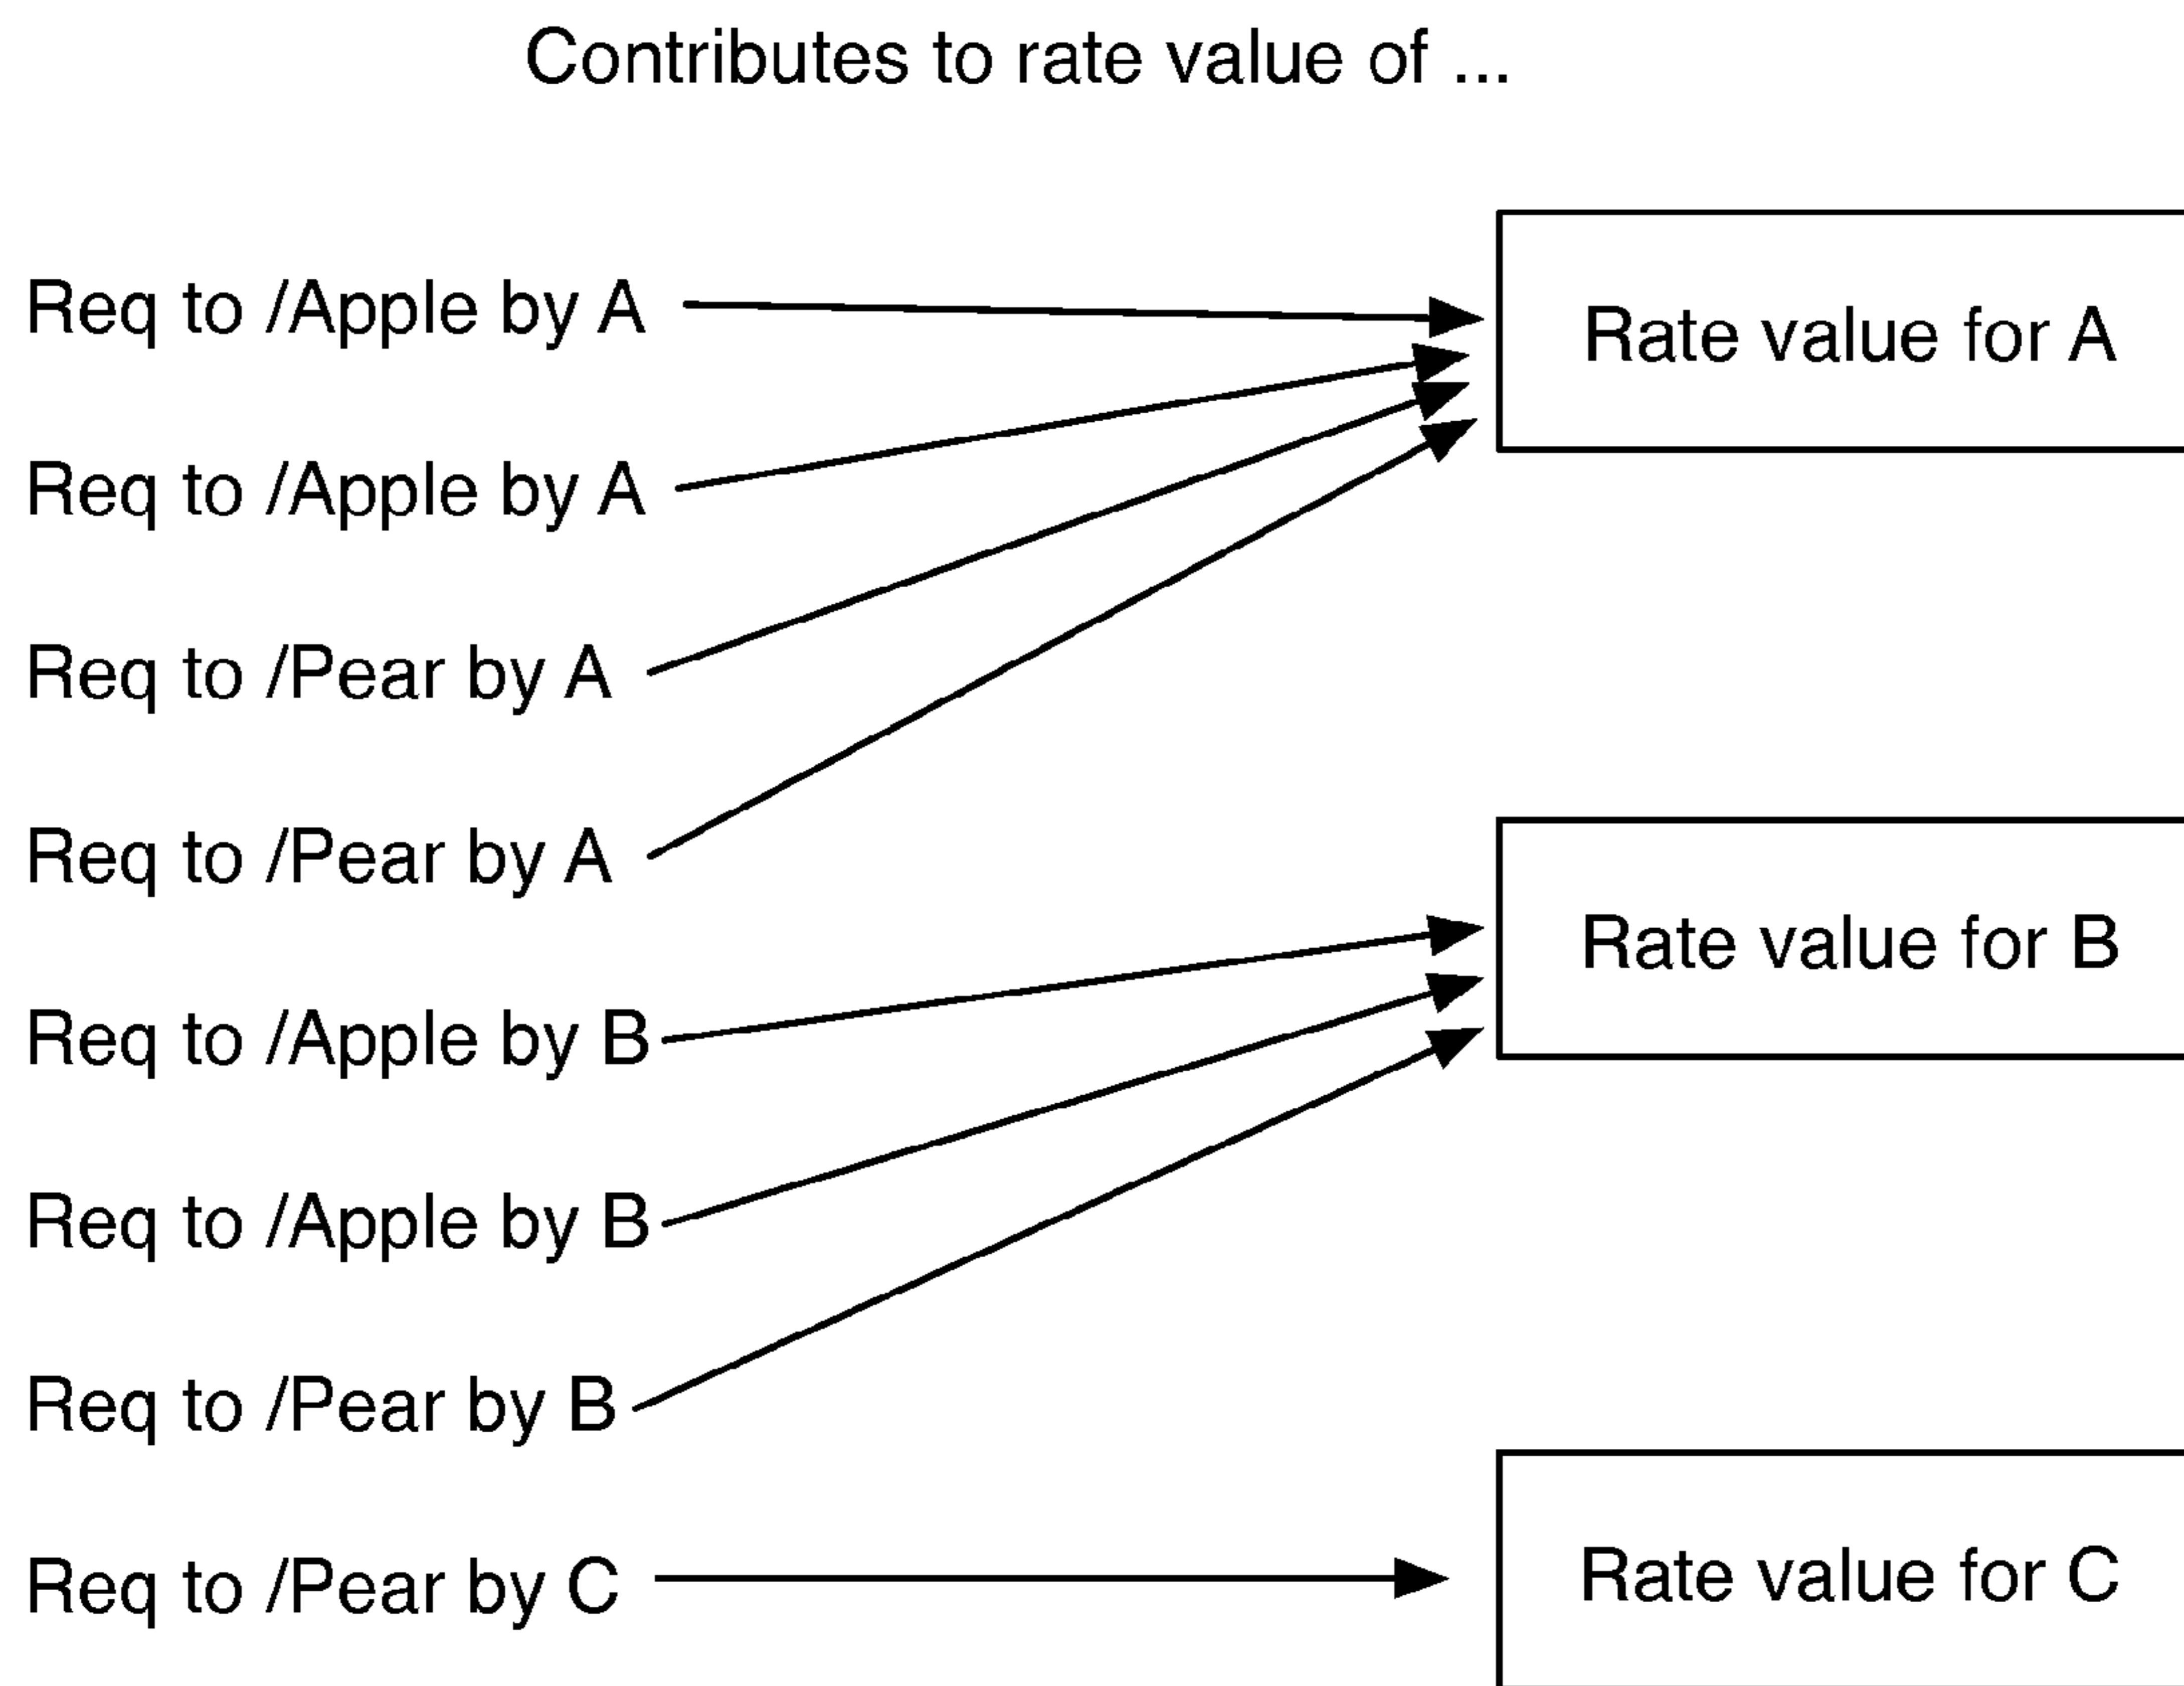 Contributes to rate value of ...
Req to /Apple by A
Rate value for A
Req to /Apple by A
Req to /Pear by A
Req to /Pear by A
Rate value for B
Req to /Apple by B
Req to /Apple by B
Req to /Pear by B
Req to /Pear by C
Rate value for C